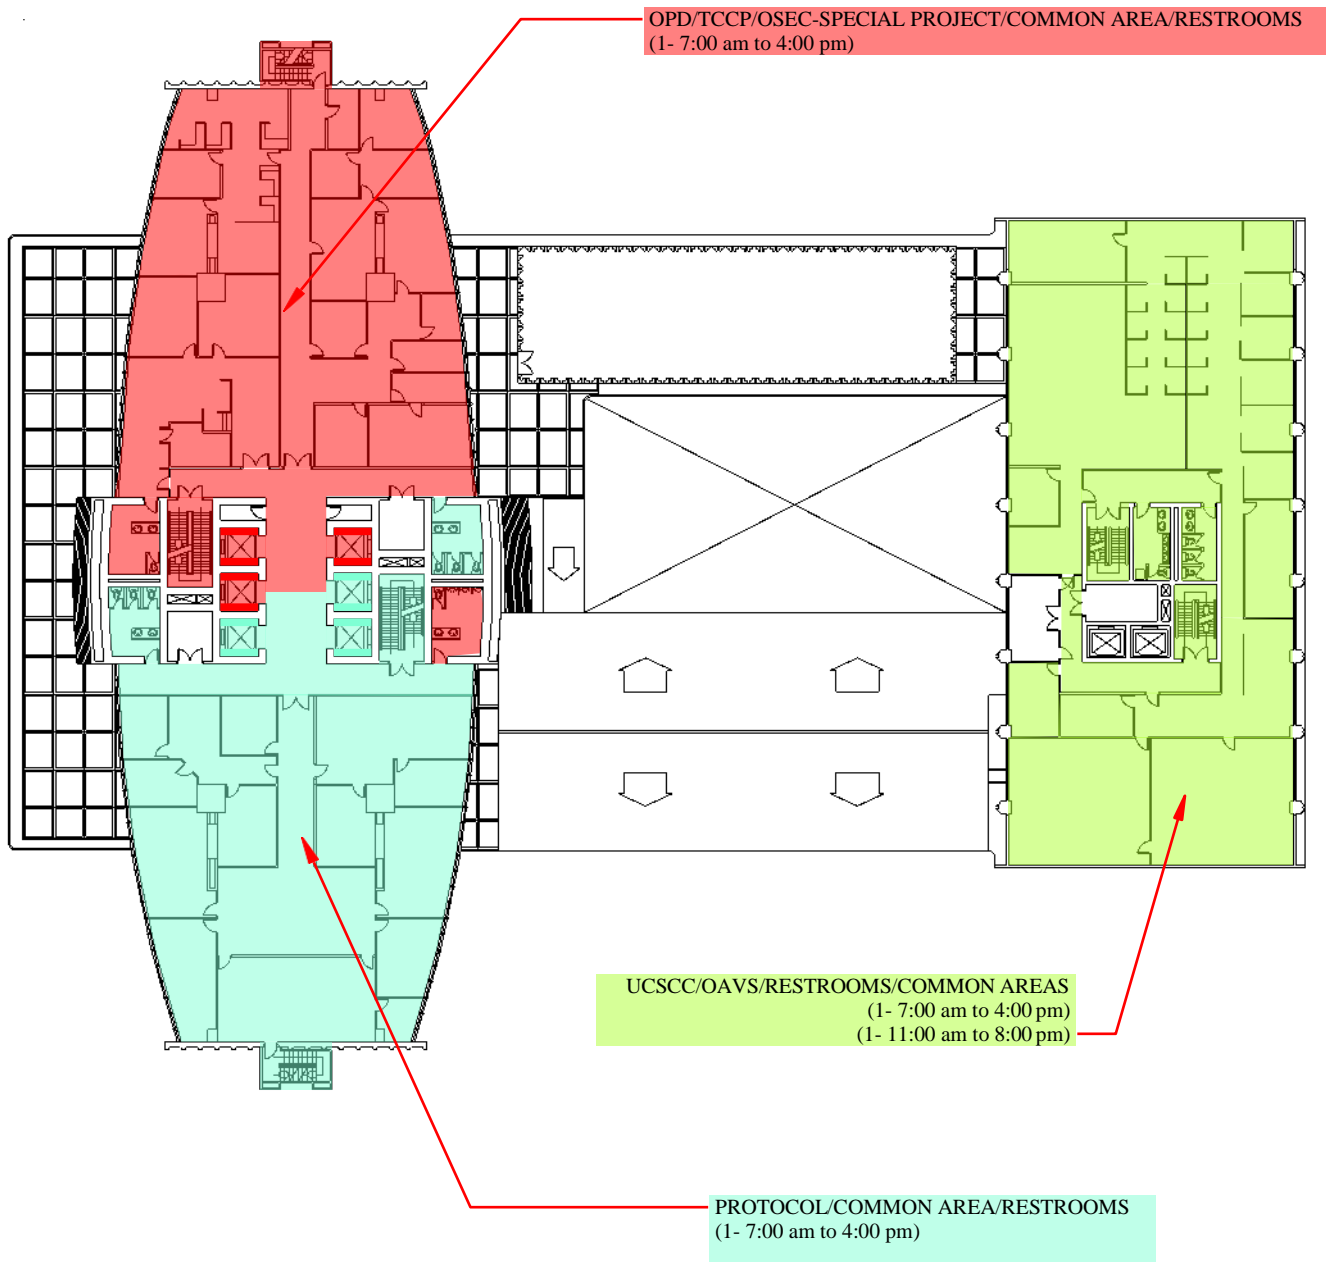 OPD/TCCP/OSEC-SPECIAL PROJECT/COMMON AREA/RESTROOMS
(1- 7:00 am to 4:00 pm)
UCSCC/OAVS/RESTROOMS/COMMON AREAS
(1- 7:00 am to 4:00 pm)
(1- 11:00 am to 8:00 pm)
PROTOCOL/COMMON AREA/RESTROOMS
(1- 7:00 am to 4:00 pm)